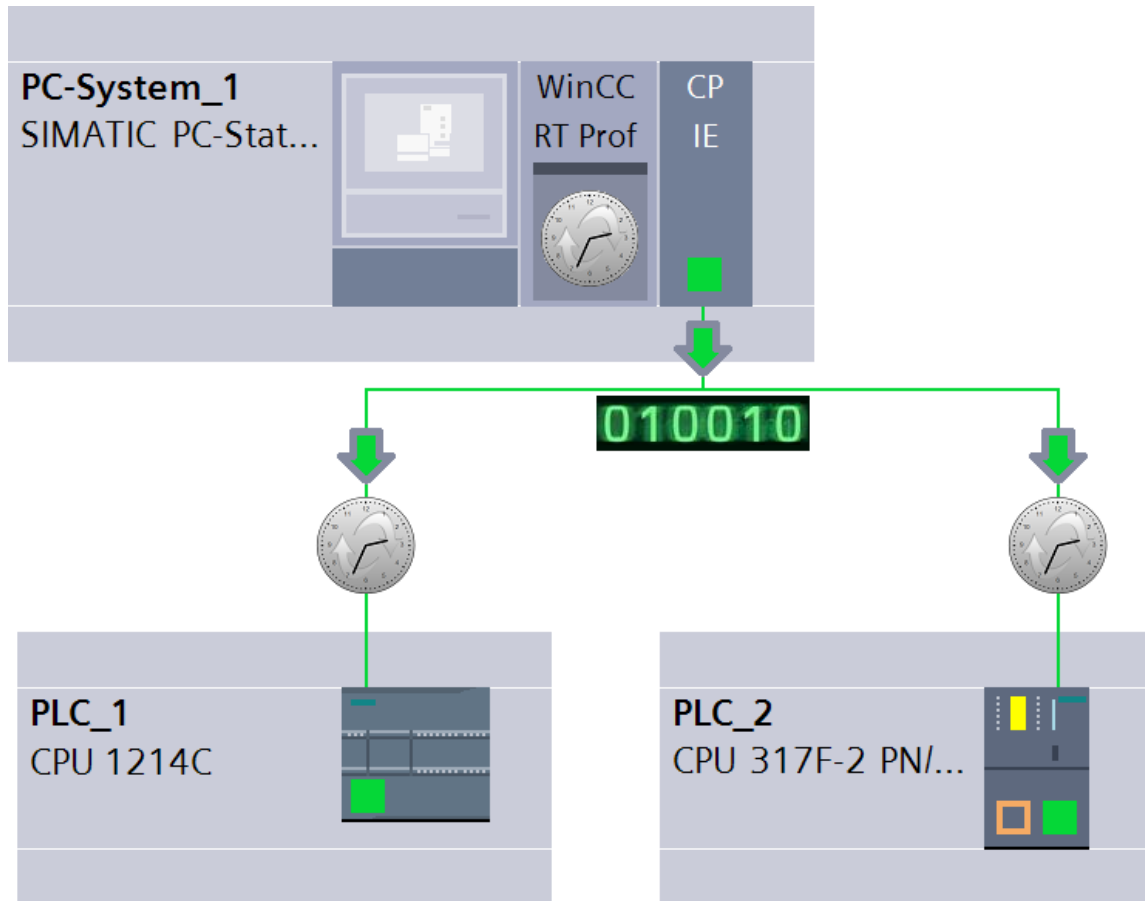 PC-System_1
SIMATIC PC-Stat...
WinCC
RT Prof
CP
IE
010010
PLC_1
CPU 1214C
PLC_2
CPU 317F-2 PN/...